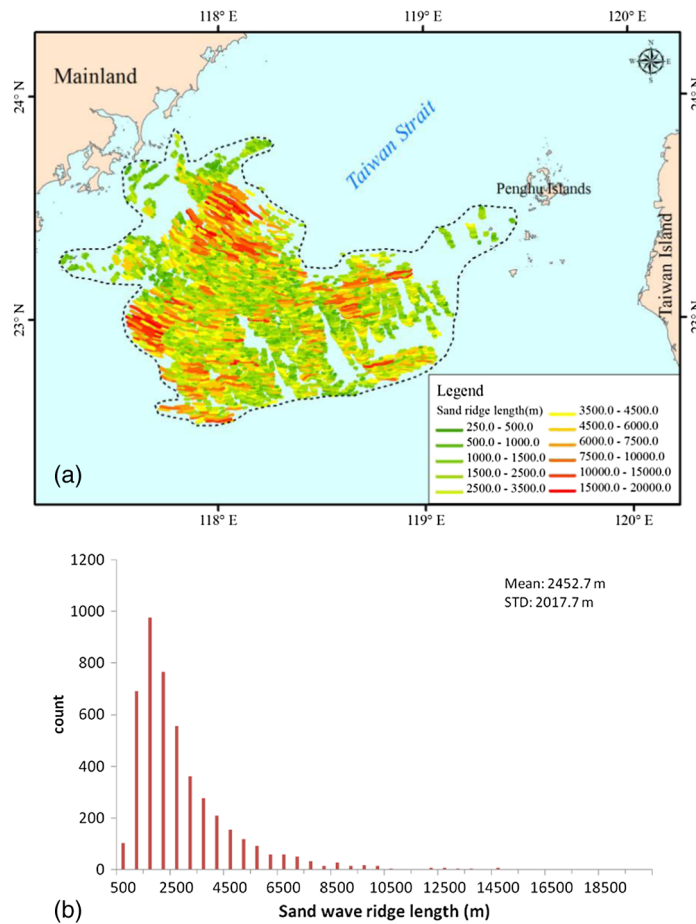 118° E
119° E
120° E
Mainland
N
W
E
S
24° N
24° N
Taiwan Strait
Penghu Islands
Taiwan Island
23° N
23° N
Legend
Sand ridge length(m)
250.0 - 500.0
500.0 - 1000.0
1000.0 - 1500.0
1500.0 - 2500.0
2500.0 - 3500.0
3500.0 - 4500.0
4500.0 - 6000.0
6000.0 - 7500.0
7500.0 - 10000.0
10000.0 - 15000.0
15000.0 - 20000.0
(a)
118° E
119° E
120° E
1200
1000
800
600
400
200
0
count
Mean: 2452.7 m
STD: 2017.7 m
500 2500 4500 6500 8500 10500 12500 14500 16500 18500
Sand wave ridge length (m)
(b)